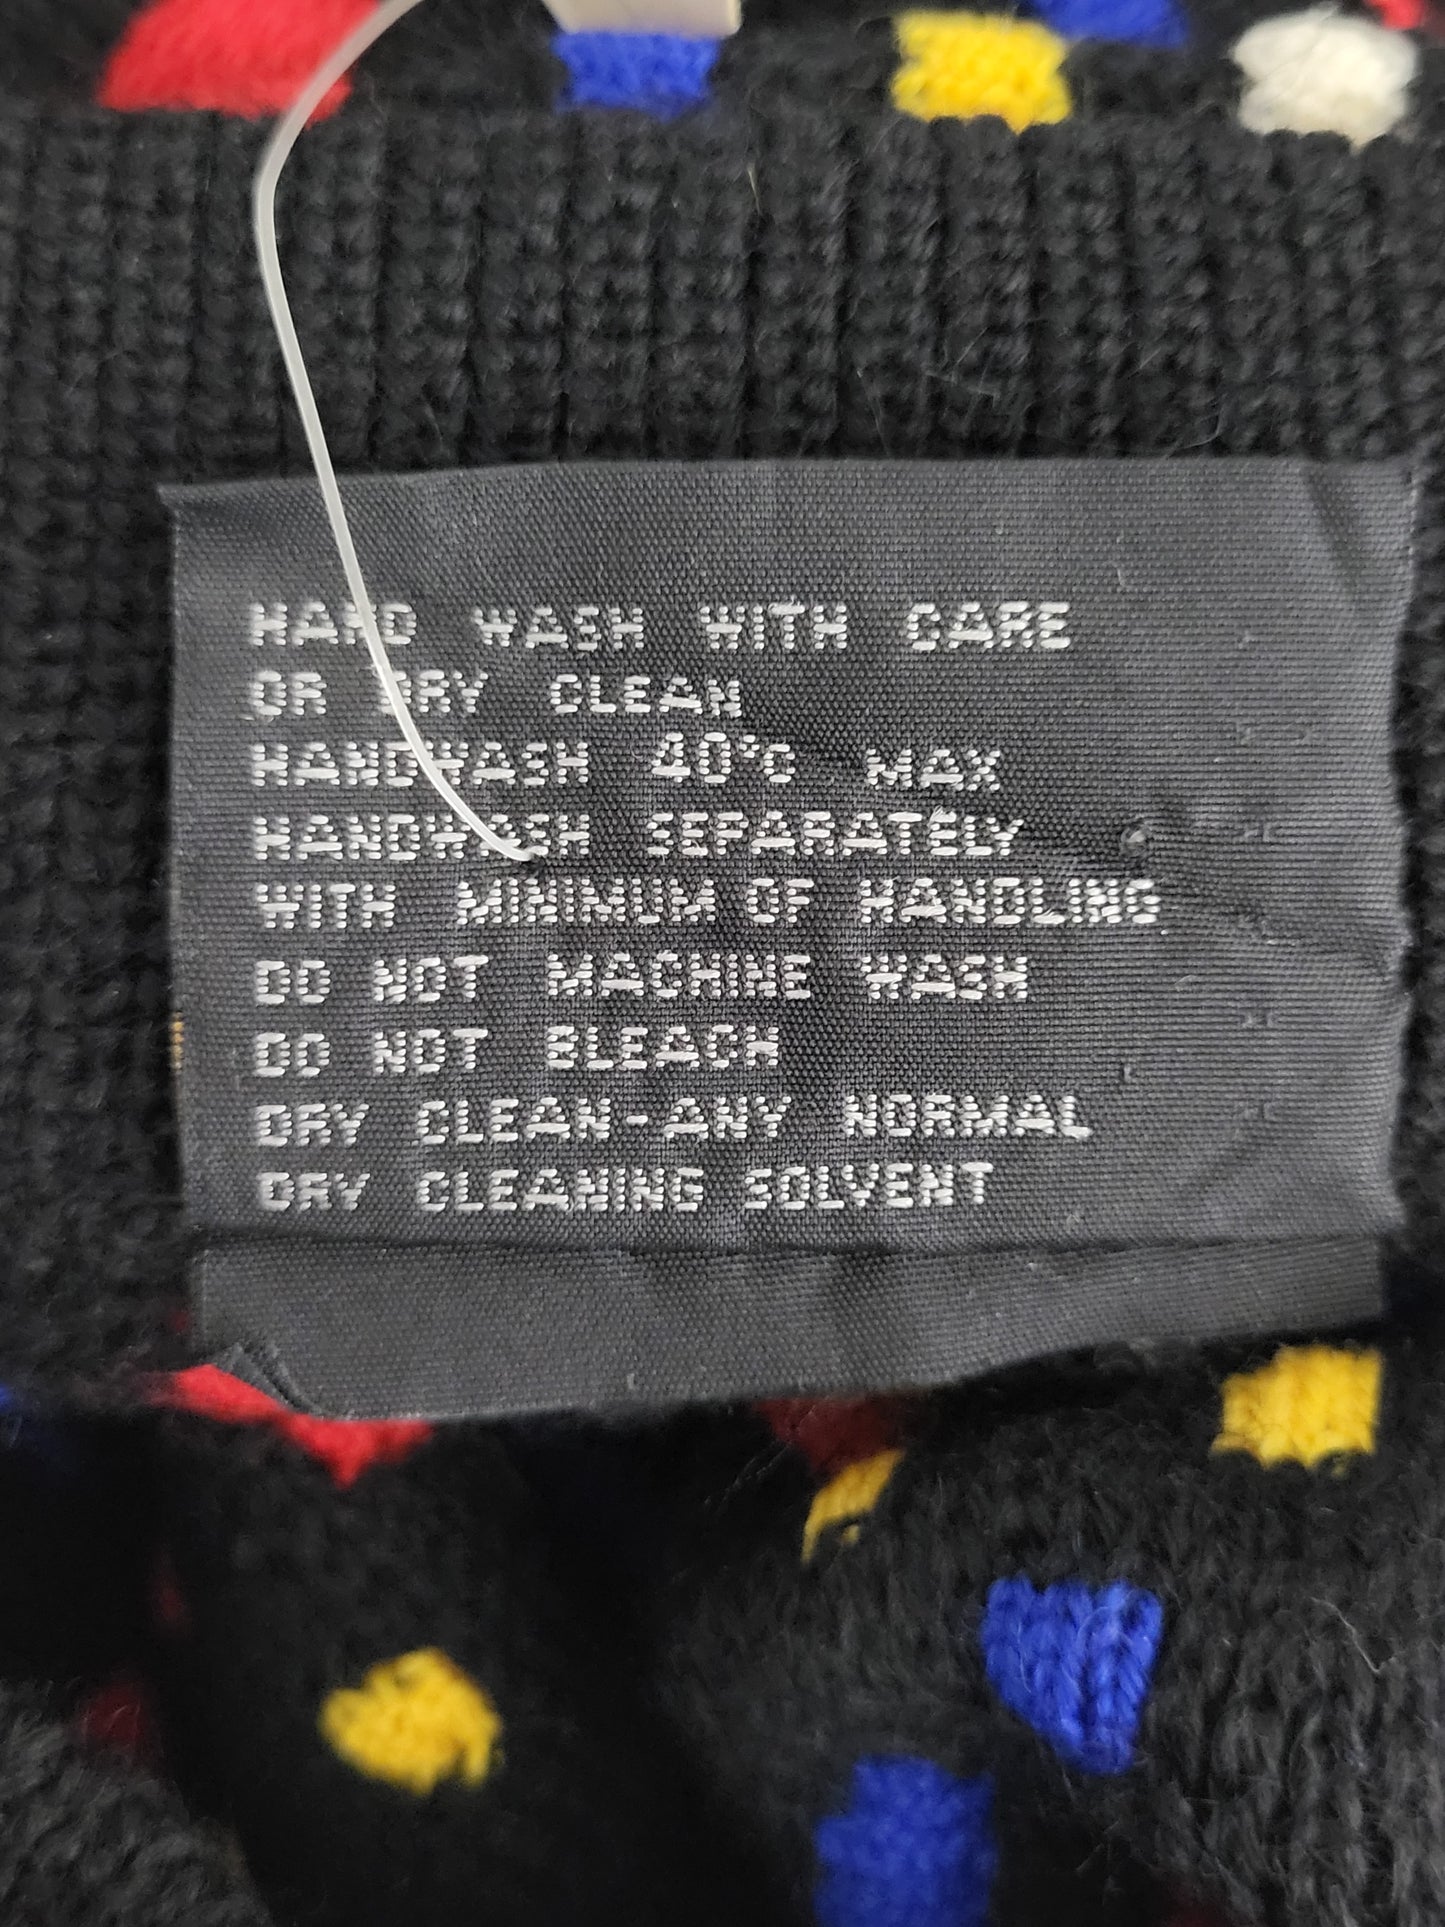 HAND WASH WITH CARE
OR DRY CLEAN
HANDWASH 40°C MAX
HANDWASH SEPARATELY
WITH MINIMUM OF HANDLING
DO NOT MACHINE WASH
DO NOT BLEACH
DRY CLEAN-ANY NORMAL
DRY CLEANING SOLVENT